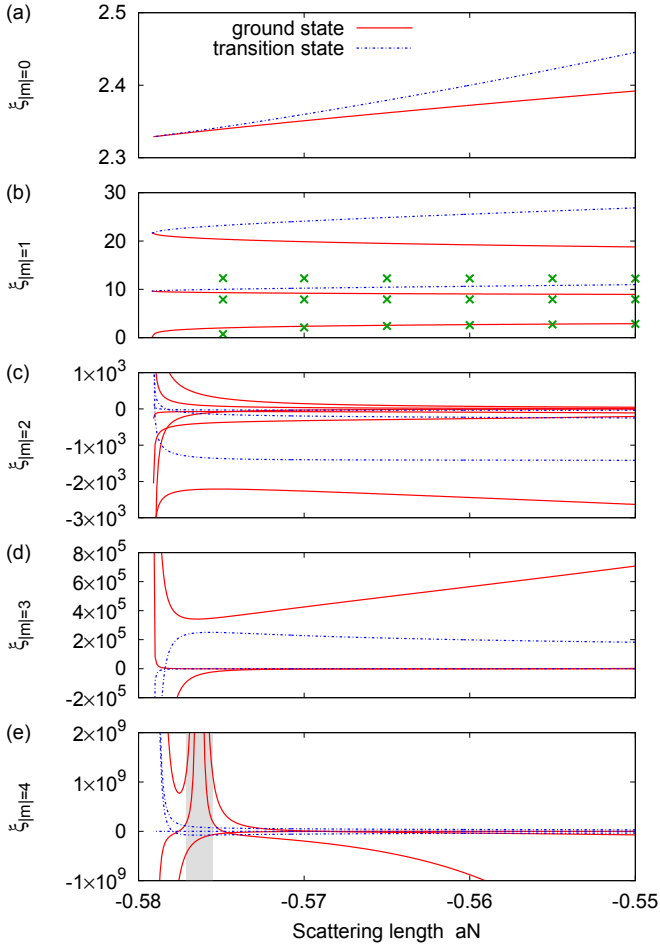 (a)
ξ|m|=0
2.5
2.4
2.3
ground state
transition state
(b)
ξ|m|=1
30
20
10
0
(c)
ξ|m|=2
1×10³
0
-1×10³
-2×10³
-3×10³
(d)
ξ|m|=3
8×10⁵
6×10⁵
4×10⁵
2×10⁵
0
-2×10⁵
(e)
ξ|m|=4
2×10⁹
1×10⁹
0
-1×10⁹
-0.58 -0.57 -0.56 -0.55
Scattering length aN